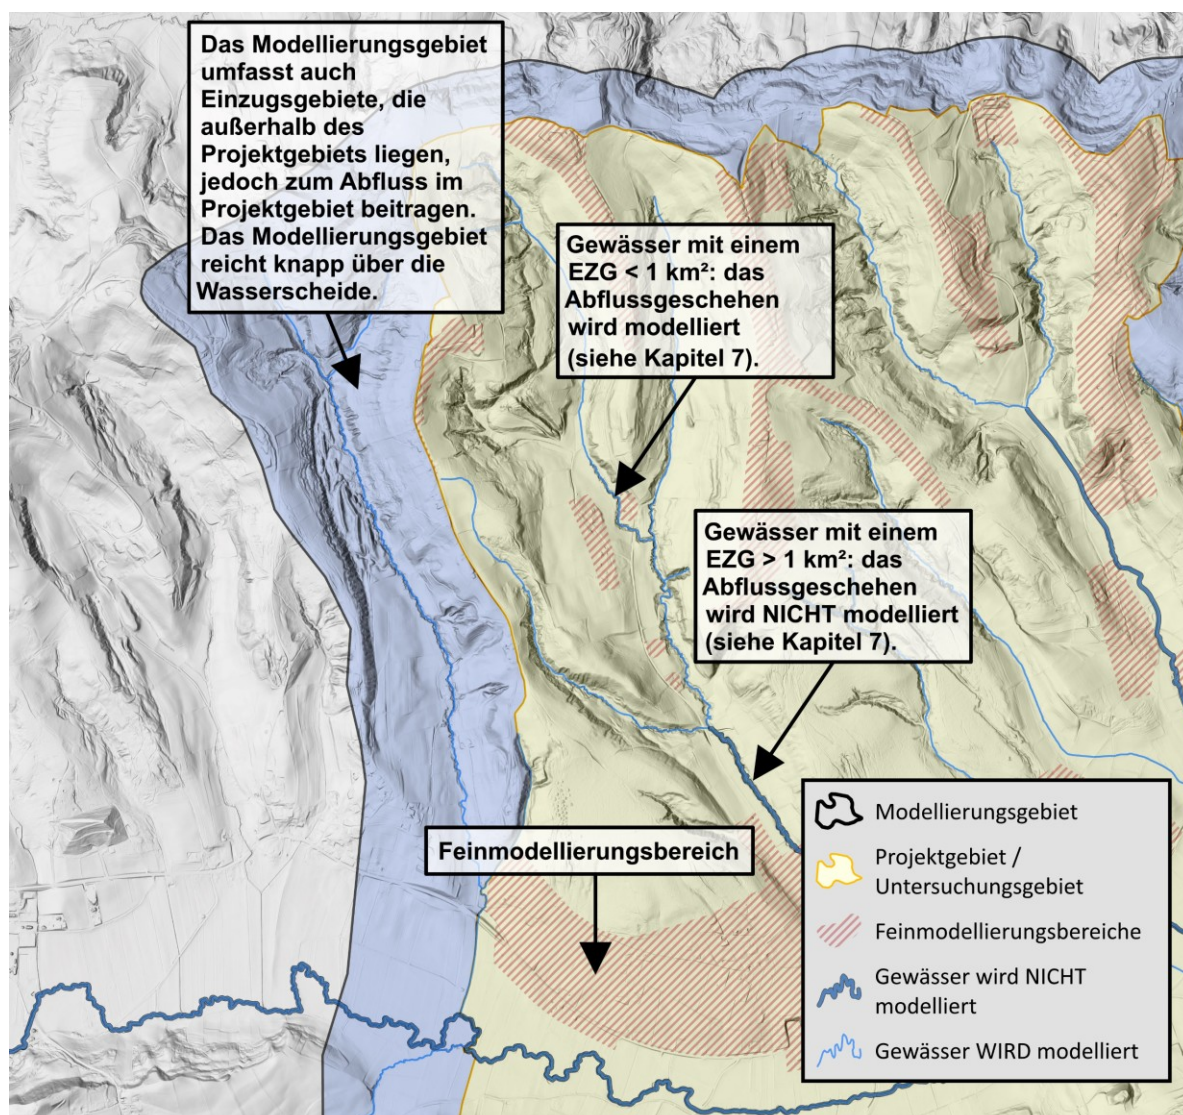 Das Modellierungsgebiet
umfasst auch
Einzugsgebiete, die
außerhalb des
Projektgebiets liegen,
jedoch zum Abfluss im
Projektgebiet beitragen.
Das Modellierungsgebiet
reicht knapp über die
Wasserscheide.
Gewässer mit einem
EZG < 1 km²: das
Abflussgeschehen
wird modelliert
(siehe Kapitel 7).
Gewässer mit einem
EZG > 1 km²: das
Abflussgeschehen
wird NICHT modelliert
(siehe Kapitel 7).
Feinmodellierungsbereich
Modellierungsgebiet
Projektgebiet /
Untersuchungsgebiet
Feinmodellierungsbereiche
Gewässer wird NICHT
modelliert
Gewässer WIRD modelliert